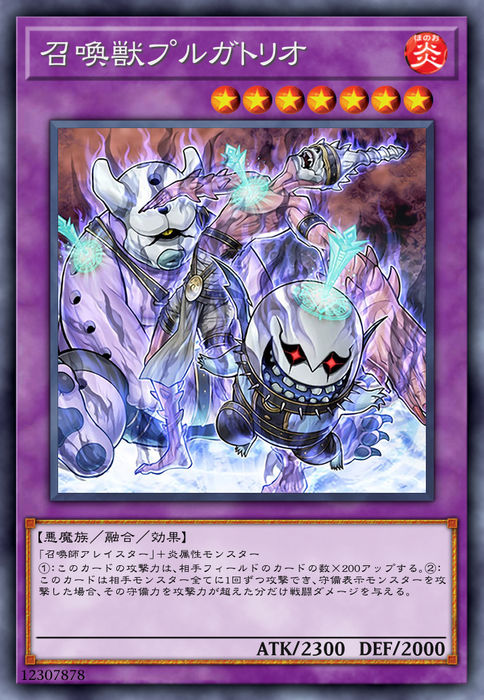 召喚獣プルガトリオ
ほのお
炎
【悪魔族／融合／効果】
「召喚師アレイスター」＋炎属性モンスター
①：このカードの攻撃力は、相手フィールドのカードの数×200アップする。②：
このカードは相手モンスター全てに1回ずつ攻撃でき、守備表示モンスターを攻
撃した場合、その守備力を攻撃力が超えた分だけ戦闘ダメージを与える。
ATK/2300 DEF/2000
12307878